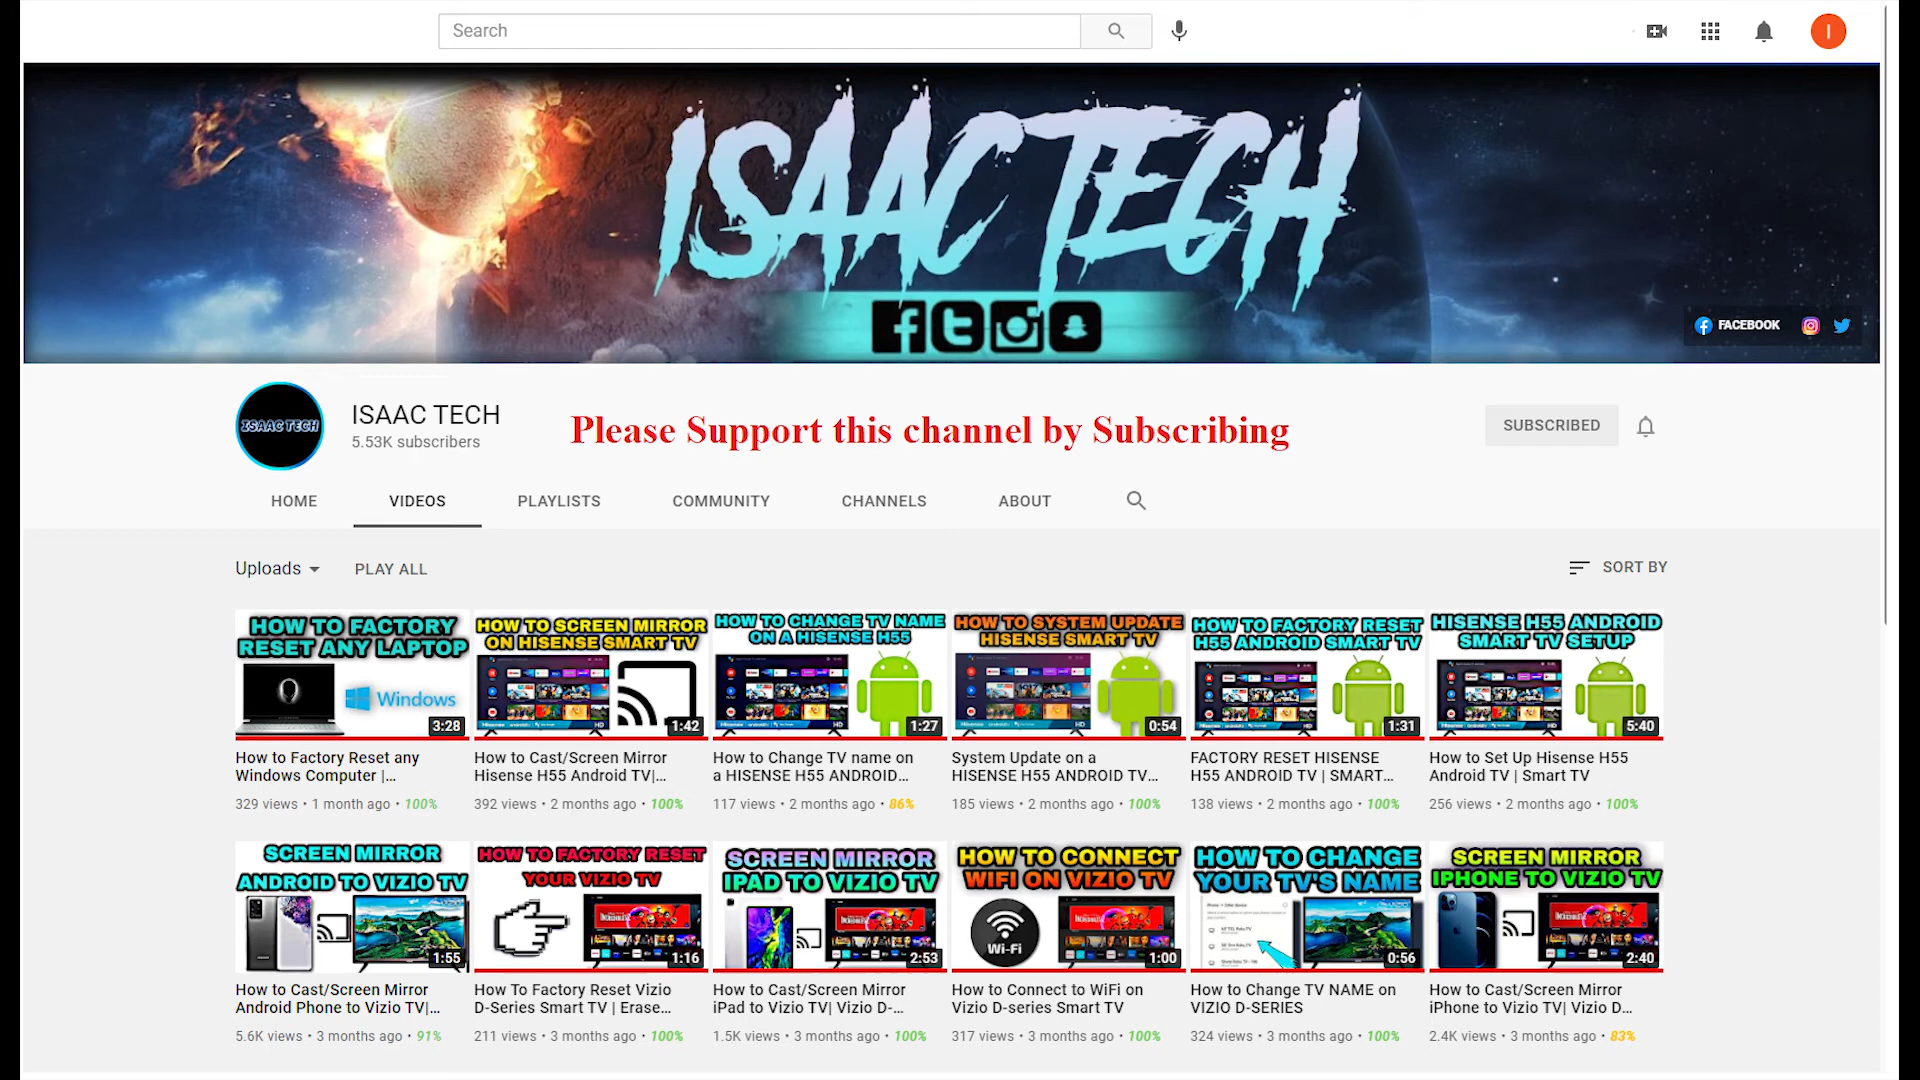 Search
I
ISAAC TECH
FACEBOOK
ISAAC TECH
ISAAC TECH
5.53K subscribers
Please Support this channel by Subscribing
SUBSCRIBED
HOME
VIDEOS
PLAYLISTS
COMMUNITY
CHANNELS
ABOUT
Uploads
PLAY ALL
SORT BY
HOW TO FACTORY
RESET ANY LAPTOP
Windows
3:28
How to Factory Reset any
Windows Computer |...
329 views • 1 month ago • 100%
HOW TO SCREEN MIRROR
ON HISENSE SMART TV
Hisense
HD
1:42
How to Cast/Screen Mirror
Hisense H55 Android TV|...
392 views • 2 months ago • 100%
HOW TO CHANGE TV NAME
ON A HISENSE H55
1:27
How to Change TV name on
a HISENSE H55 ANDROID...
117 views • 2 months ago • 86%
HOW TO SYSTEM UPDATE
HISENSE SMART TV
Hisense
HD
0:54
System Update on a
HISENSE H55 ANDROID TV...
185 views • 2 months ago • 100%
HOW TO FACTORY RESET
H55 ANDROID SMART TV
1:31
FACTORY RESET HISENSE
H55 ANDROID TV | SMART...
138 views • 2 months ago • 100%
HISENSE H55 ANDROID
SMART TV SETUP
5:40
How to Set Up Hisense H55
Android TV | Smart TV
256 views • 2 months ago • 100%
SCREEN MIRROR
ANDROID TO VIZIO TV
1:55
How to Cast/Screen Mirror
Android Phone to Vizio TV|...
5.6K views • 3 months ago • 91%
HOW TO FACTORY RESET
YOUR VIZIO TV
1:16
How To Factory Reset Vizio
D-Series Smart TV | Erase...
211 views • 3 months ago • 100%
SCREEN MIRROR
IPAD TO VIZIO TV
2:53
How to Cast/Screen Mirror
iPad to Vizio TV| Vizio D-...
1.5K views • 3 months ago • 100%
HOW TO CONNECT
WIFI ON VIZIO TV
Wi-Fi
1:00
How to Connect to WiFi on
Vizio D-series Smart TV
317 views • 3 months ago • 100%
HOW TO CHANGE
YOUR TV'S NAME
0:56
How to Change TV NAME on
VIZIO D-SERIES
324 views • 3 months ago • 100%
SCREEN MIRROR
IPHONE TO VIZIO TV
2:40
How to Cast/Screen Mirror
iPhone to Vizio TV| Vizio D...
2.4K views • 3 months ago • 83%